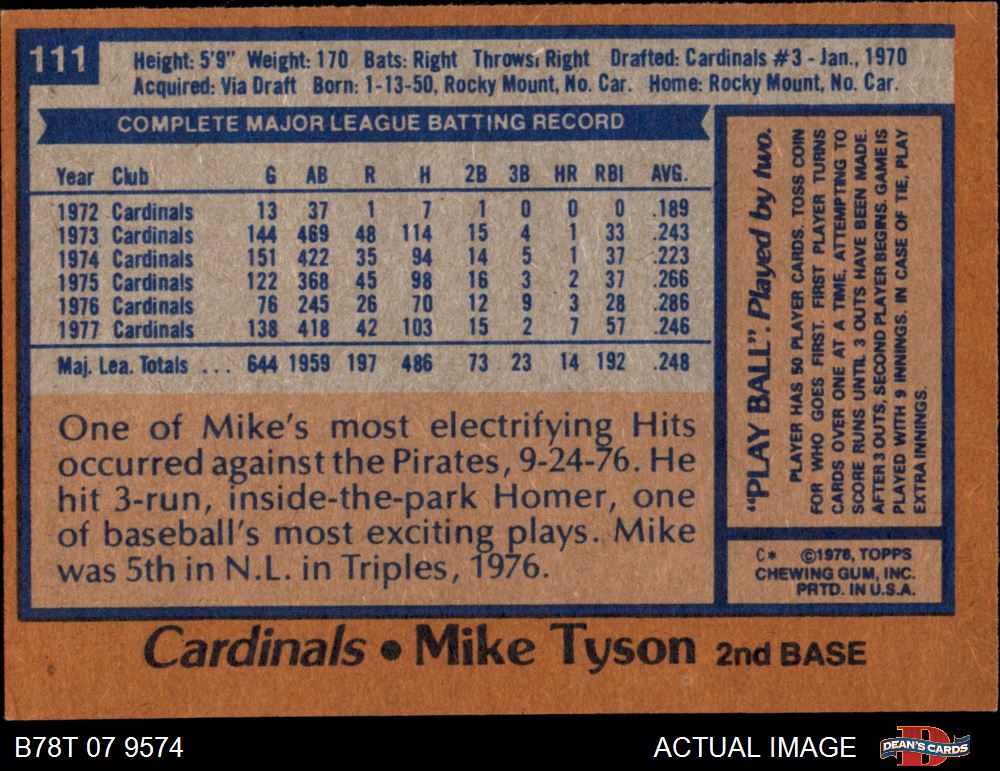 111
Height: 5'9" Weight: 170 Bats: Right Throws: Right Drafted: Cardinals #3 - Jan., 1970
Acquired: Via Draft Born: 1-13-50, Rocky Mount, No. Car. Home: Rocky Mount, No. Car.
COMPLETE MAJOR LEAGUE BATTING RECORD
Year Club G AB R H 2B 3B HR RBI AVG.
1972 Cardinals 13 37 1 7 1 0 0 0 .189
1973 Cardinals 144 469 48 114 15 4 1 33 .243
1974 Cardinals 151 422 35 94 14 5 1 37 .223
1975 Cardinals 122 368 45 98 16 3 2 37 .266
1976 Cardinals 76 245 26 70 12 9 3 28 .286
1977 Cardinals 138 418 42 103 15 2 7 57 .246
Maj. Lea. Totals ... 644 1959 197 486 73 23 14 192 .248
One of Mike's most electrifying Hits
occurred against the Pirates, 9-24-76. He
hit 3-run, inside-the-park Homer, one
of baseball's most exciting plays. Mike
was 5th in N.L. in Triples, 1976.
"PLAY BALL". Played by two.
PLAYER HAS 50 PLAYER CARDS. TOSS COIN
FOR WHO GOES FIRST. FIRST PLAYER TURNS
CARDS OVER ONE AT A TIME, ATTEMPTING TO
SCORE RUNS UNTIL 3 OUTS HAVE BEEN MADE.
AFTER 3 OUTS, SECOND PLAYER BEGINS. GAME IS
PLAYED WITH 9 INNINGS. IN CASE OF TIE, PLAY
EXTRA INNINGS.
C* ©1978, TOPPS
CHEWING GUM, INC.
PRTD. IN U.S.A.
Cardinals • Mike Tyson 2nd BASE
B78T 07 9574
ACTUAL IMAGE
D
DEAN'S CARDS